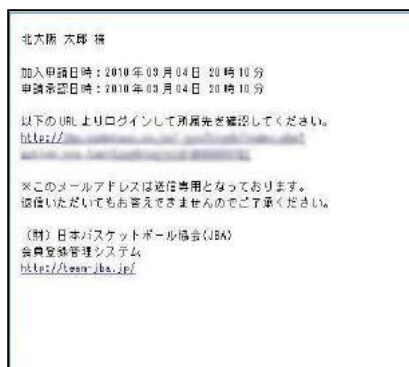 北大阪 太郎 様
加入申請日時：2010年03月04日 20時10分
申請承認日時：2010年03月04日 20時10分
以下のURLよりログインして所属先を確認してください。
http://
※このメールアドレスは送信専用となっております。
返信いただいてもお答えできませんのでご了承ください。
（財）日本バスケットボール協会(JBA)
会員登録管理システム
http://team-jba.jp/